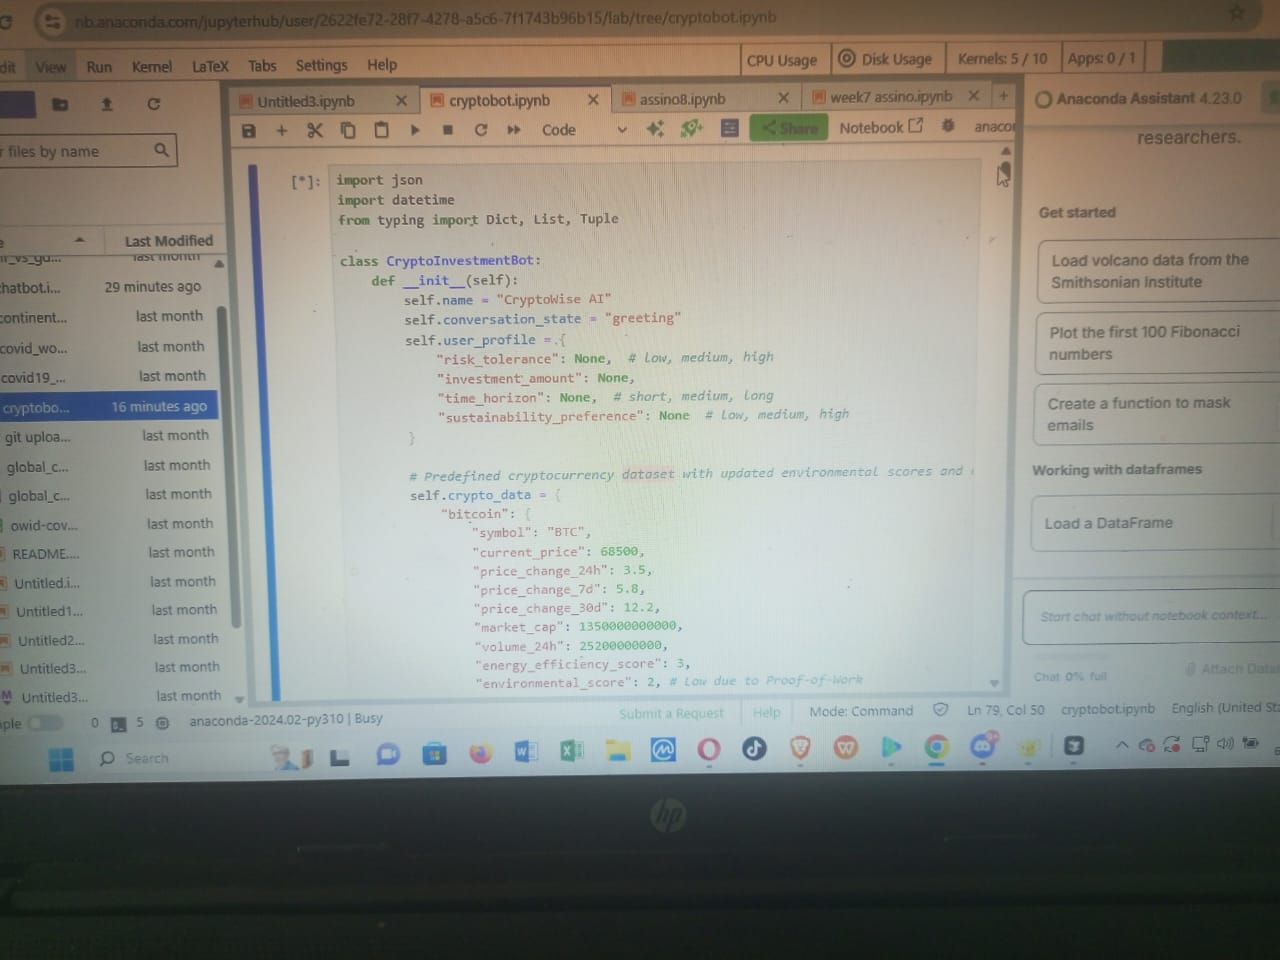 nb.anaconda.com/jupyterhub/user/2622fe72-28f7-4278-a5c6-7f1743b96b15/lab/tree/cryptobot.ipynb
dit View Run Kernel LaTeX Tabs Settings Help
CPU Usage Disk Usage Kernels: 5 / 10 Apps: 0 / 1
Untitled3.ipynb cryptobot.ipynb assino8.ipynb week7 assino.ipynb
Code Share Notebook anaco
r files by name
Last Modified
last month
hatbot.i... 29 minutes ago
continent... last month
covid_wo... last month
covid19_... last month
cryptobo... 16 minutes ago
git uploa... last month
global_c... last month
global_c... last month
owid-cov... last month
README.... last month
Untitled.i... last month
Untitled1... last month
Untitled2... last month
Untitled3... last month
Untitled3... last month
[*]: import json
import datetime
from typing import Dict, List, Tuple
class CryptoInvestmentBot:
def __init__(self):
self.name = "CryptoWise AI"
self.conversation_state = "greeting"
self.user_profile = {
"risk_tolerance": None, # low, medium, high
"investment_amount": None,
"time_horizon": None, # short, medium, long
"sustainability_preference": None # low, medium, high
}
# Predefined cryptocurrency dataset with updated environmental scores and
self.crypto_data = {
"bitcoin": {
"symbol": "BTC",
"current_price": 68500,
"price_change_24h": 3.5,
"price_change_7d": 5.8,
"price_change_30d": 12.2,
"market_cap": 1350000000000,
"volume_24h": 25200000000,
"energy_efficiency_score": 3,
"environmental_score": 2, # Low due to Proof-of-Work
Anaconda Assistant 4.23.0
researchers.
Get started
Load volcano data from the
Smithsonian Institute
Plot the first 100 Fibonacci
numbers
Create a function to mask
emails
Working with dataframes
Load a DataFrame
Start chat without notebook context...
Chat 0% full Attach Data
ple 0 5 anaconda-2024.02-py310 | Busy
Submit a Request Help Mode: Command Ln 79, Col 50 cryptobot.ipynb English (United St
Search
hp